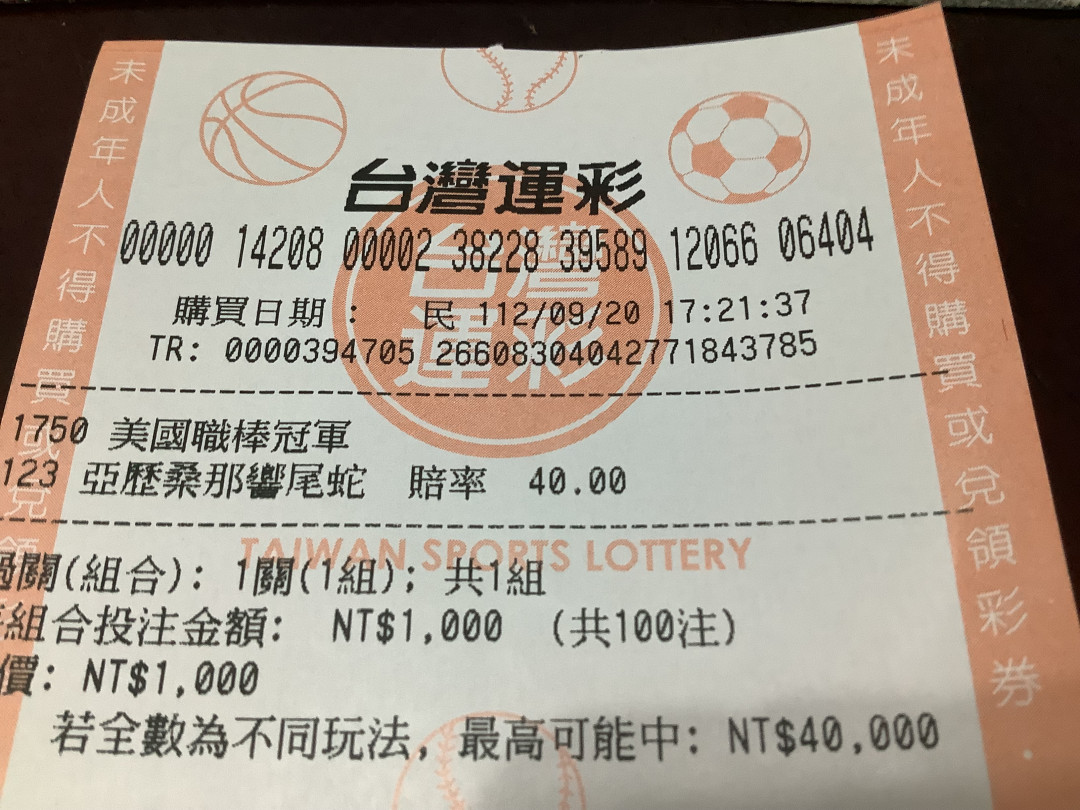 台灣運彩
00000 14208 00002 38228 39589 12066 06404
購買日期： 民 112/09/20 17:21:37
TR: 0000394705 26608304042771843785
1750 美國職棒冠軍
123 亞歷桑那響尾蛇 賠率 40.00
TAIWAN SPORTS LOTTERY
過關(組合): 1關(1組); 共1組
組合投注金額: NT$1,000 (共100注)
價: NT$1,000
若全數為不同玩法, 最高可能中: NT$40,000
未成年人不得購買或兌領
未成年人不得購買或兌領彩券．
台灣運彩